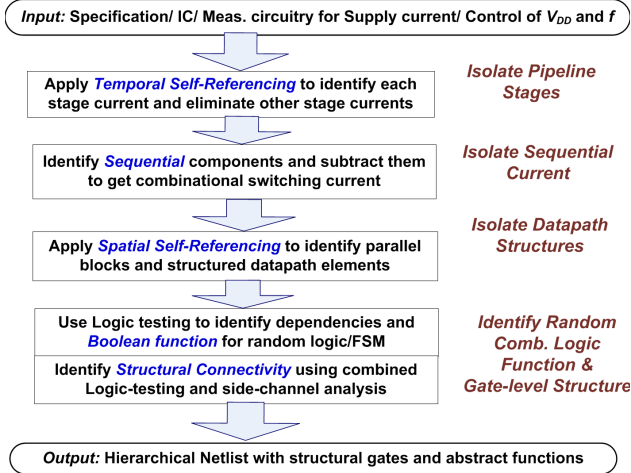 Input: Specification/ IC/ Meas. circuitry for Supply current/ Control of VDD and f
Apply Temporal Self-Referencing to identify each
stage current and eliminate other stage currents
Isolate Pipeline
Stages
Identify Sequential components and subtract them
to get combinational switching current
Isolate Sequential
Current
Apply Spatial Self-Referencing to identify parallel
blocks and structured datapath elements
Isolate Datapath
Structures
Use Logic testing to identify dependencies and
Boolean function for random logic/FSM
Identify Structural Connectivity using combined
Logic-testing and side-channel analysis
Identify Random
Comb. Logic
Function &
Gate-level Structure
Output: Hierarchical Netlist with structural gates and abstract functions